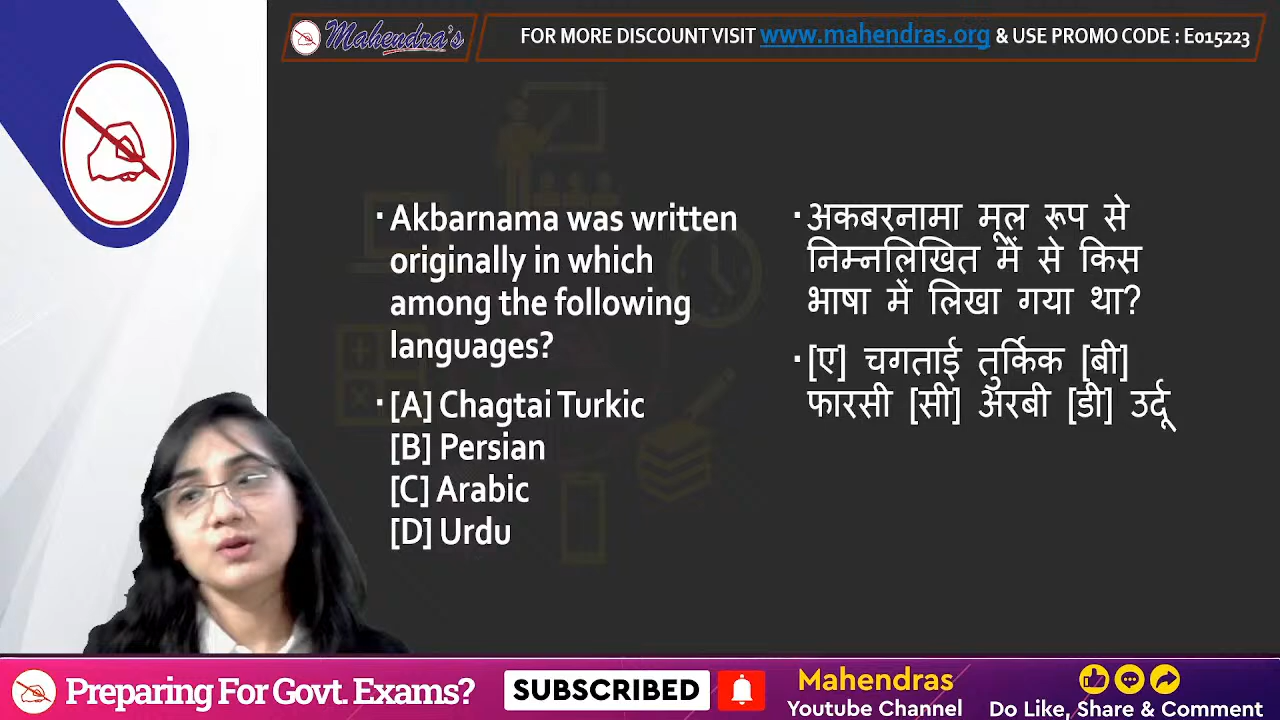 Mahendra's
FOR MORE DISCOUNT VISIT www.mahendras.org & USE PROMO CODE : E015223
Akbarnama was written
originally in which
among the following
languages?
[A] Chagtai Turkic
[B] Persian
[C] Arabic
[D] Urdu
अकबरनामा मूल रूप से
निम्नलिखित में से किस
भाषा में लिखा गया था?
[ए] चगताई तुर्किक [बी]
फारसी [सी] अरबी [डी] उर्दू
Preparing For Govt. Exams?
SUBSCRIBED
Mahendras
Youtube Channel
Do Like, Share & Comment